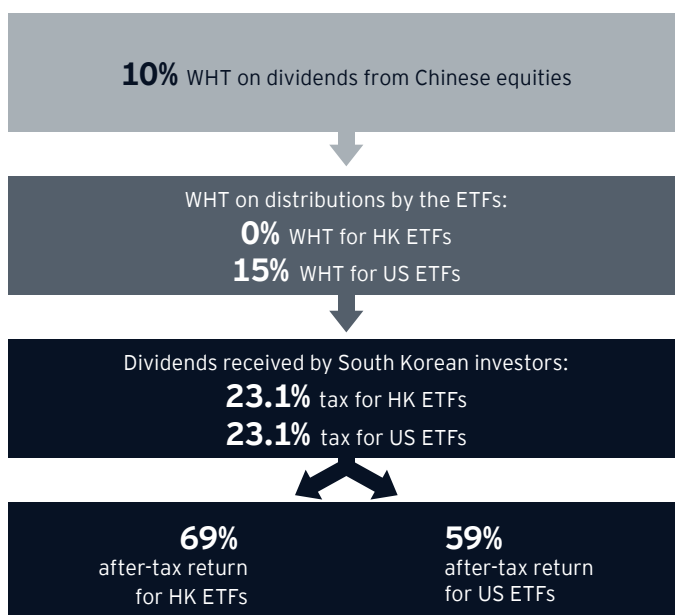 10% WHT on dividends from Chinese equities
WHT on distributions by the ETFs:
0% WHT for HK ETFs
15% WHT for US ETFs
Dividends received by South Korean investors:
23.1% tax for HK ETFs
23.1% tax for US ETFs
69%
after-tax return
for HK ETFs
59%
after-tax return
for US ETFs